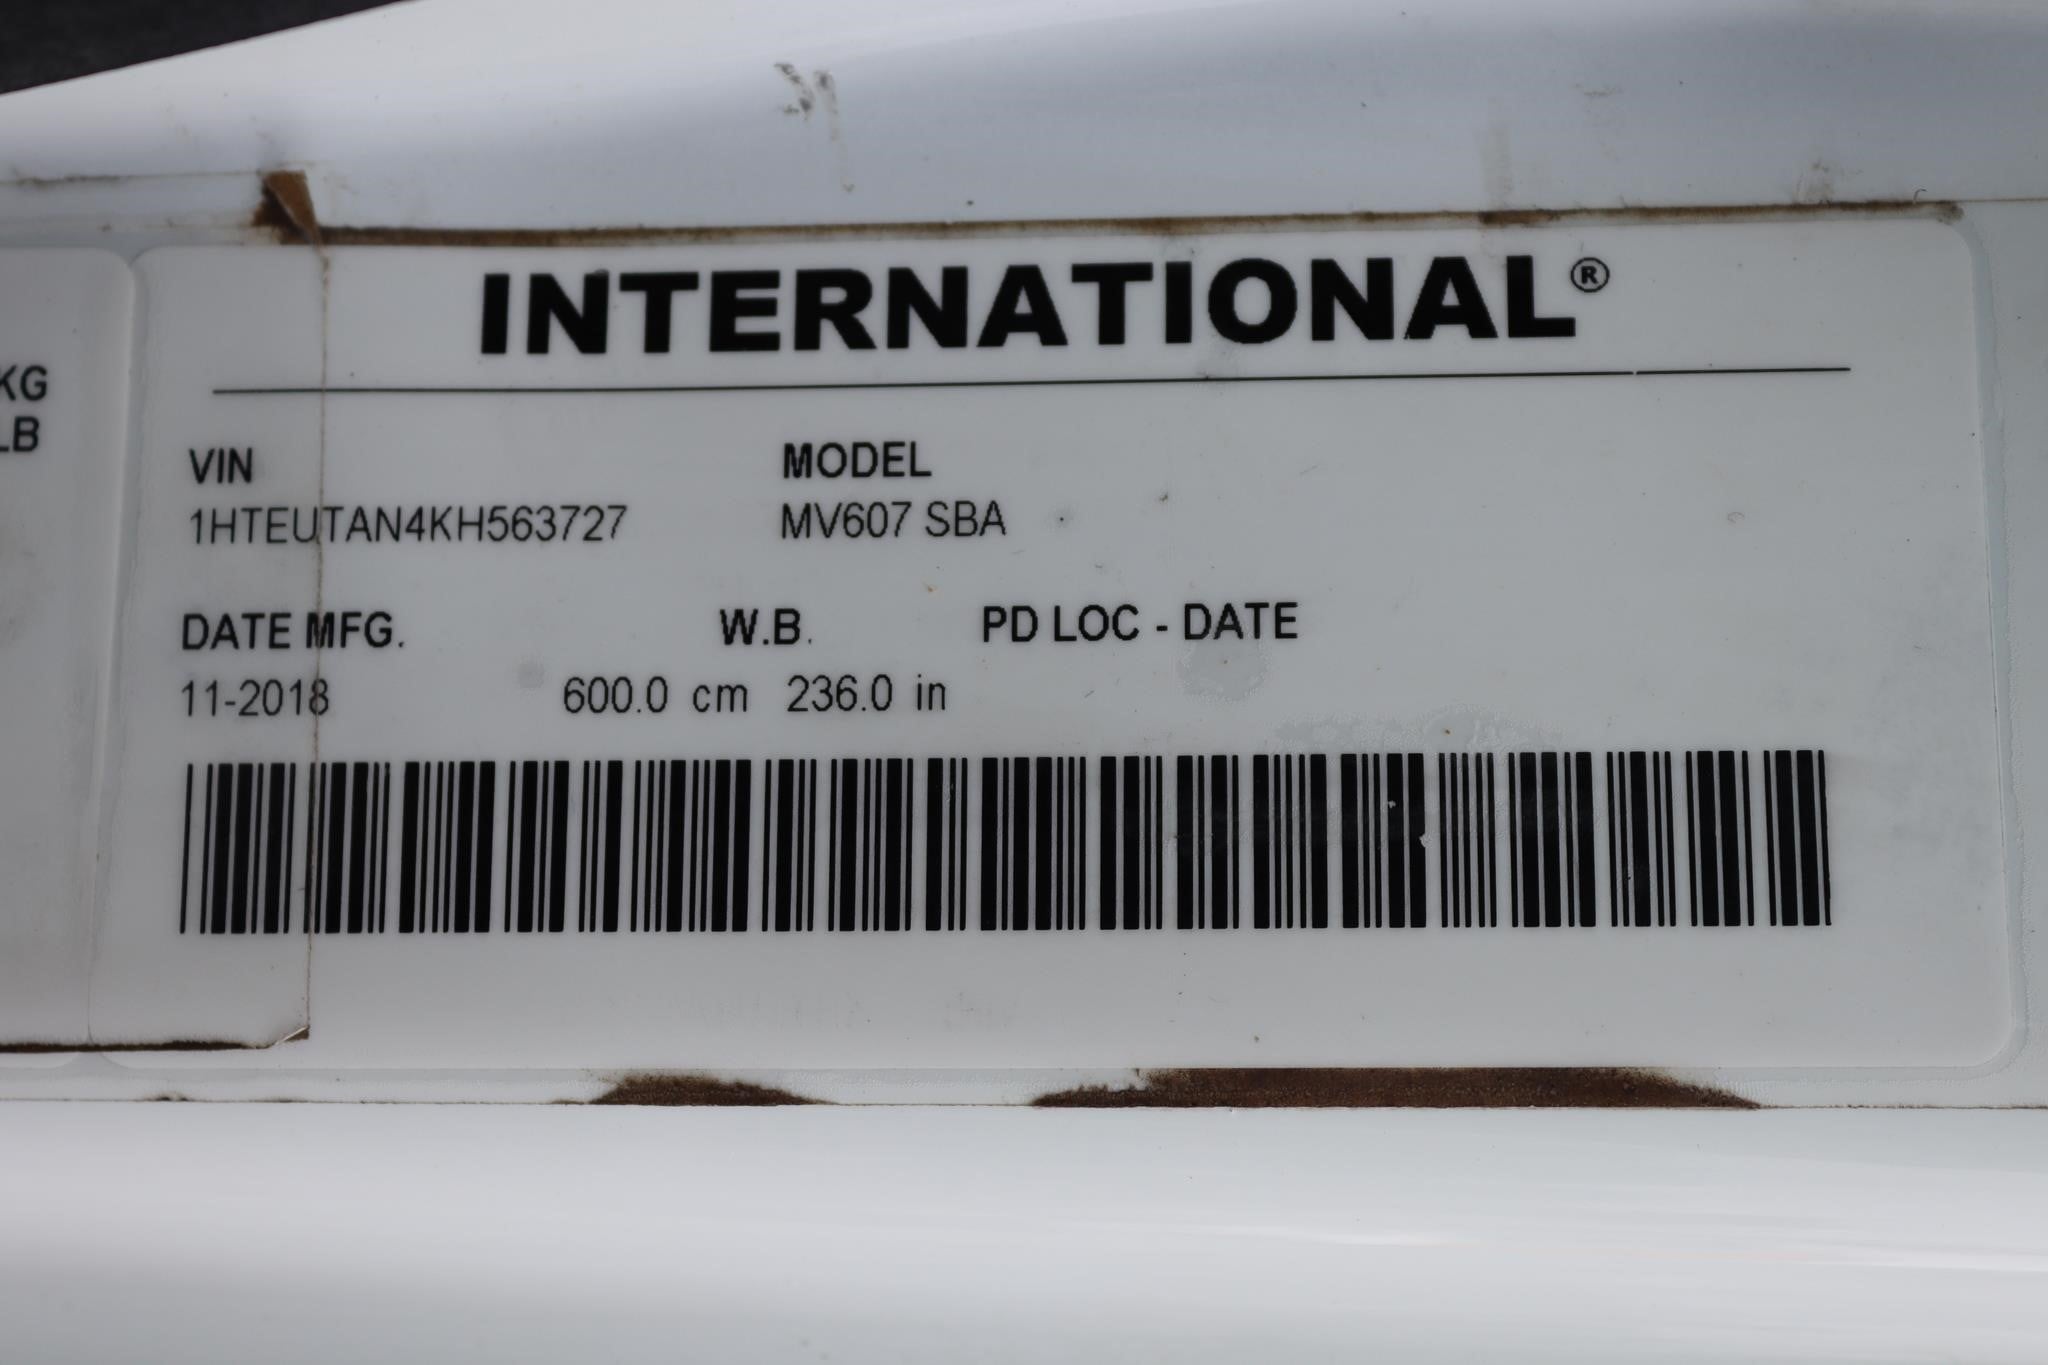 INTERNATIONAL®
KG
LB
VIN MODEL
1HTEUTAN4KH563727 MV607 SBA
DATE MFG. W.B. PD LOC - DATE
11-2018 600.0 cm 236.0 in